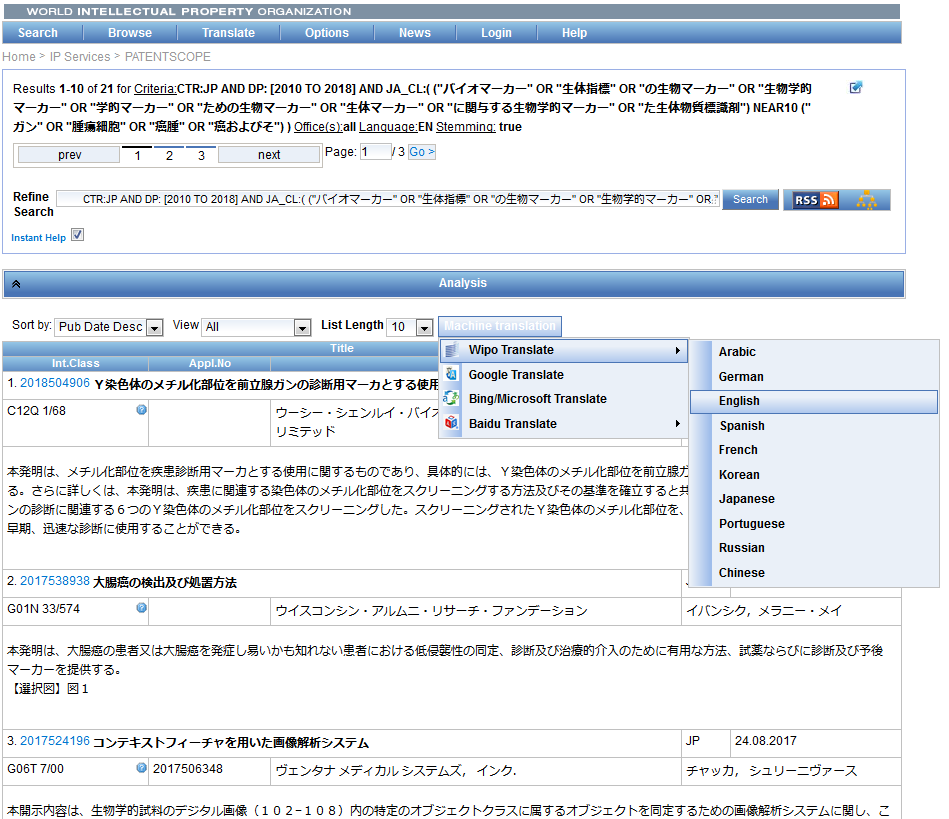 WORLD INTELLECTUAL PROPERTY ORGANIZATION
Search Browse Translate Options News Login Help
Home > IP Services > PATENTSCOPE
Results 1-10 of 21 for Criteria:CTR:JP AND DP: [2010 TO 2018] AND JA_CL:( ("バイオマーカー" OR "生体指標" OR "の生物マーカー" OR "生物学的
マーカー" OR "学的マーカー" OR "ための生物マーカー" OR "生体マーカー" OR "に関与する生物学的マーカー" OR "た生体物質標識剤") NEAR10 ("
ガン" OR "腫瘍細胞" OR "癌腫" OR "癌およびそ") ) Office(s):all Language:EN Stemming: true
prev 1 2 3 next Page: 1 / 3 Go >
Refine Search CTR:JP AND DP: [2010 TO 2018] AND JA_CL:( ("バイオマーカー" OR "生体指標" OR "の生物マーカー" OR "生物学的マーカー" OR " Search RSS
Instant Help
Analysis
Sort by: Pub Date Desc View All List Length 10 Machine translation
Title
Int.Class Appl.No
Wipo Translate
Google Translate
Bing/Microsoft Translate
Baidu Translate
Arabic
German
English
Spanish
French
Korean
Japanese
Portuguese
Russian
Chinese
1. 2018504906 Ｙ染色体のメチル化部位を前立腺ガンの診断用マーカとする使用
C12Q 1/68 ウーシー・シェンルイ・バイオ
リミテッド
本発明は、メチル化部位を疾患診断用マーカとする使用に関するものであり、具体的には、Ｙ染色体のメチル化部位を前立腺ガ
る。さらに詳しくは、本発明は、疾患に関連する染色体のメチル化部位をスクリーニングする方法及びその基準を確立すると共
ンの診断に関連する６つのＹ染色体のメチル化部位をスクリーニングした。スクリーニングされたＹ染色体のメチル化部位を、
早期、迅速な診断に使用することができる。
2. 2017538938 大腸癌の検出及び処置方法
G01N 33/574 ウイスコンシン・アルムニ・リサーチ・ファンデーション イバンシク, メラニー・メイ
本発明は、大腸癌の患者又は大腸癌を発症し易いかも知れない患者における低侵襲性の同定、診断及び治療的介入のために有用な方法、試薬ならびに診断及び予後
マーカーを提供する。
【選択図】図１
3. 2017524196 コンテキストフィーチャを用いた画像解析システム JP 24.08.2017
G06T 7/00 2017506348 ヴェンタナ メディカル システムズ, インク. チャッカ, シュリーニヴァース
本開示内容は、生物学的試料のデジタル画像（１０２−１０８）内の特定のオブジェクトクラスに属するオブジェクトを同定するための画像解析システムに関し、こ